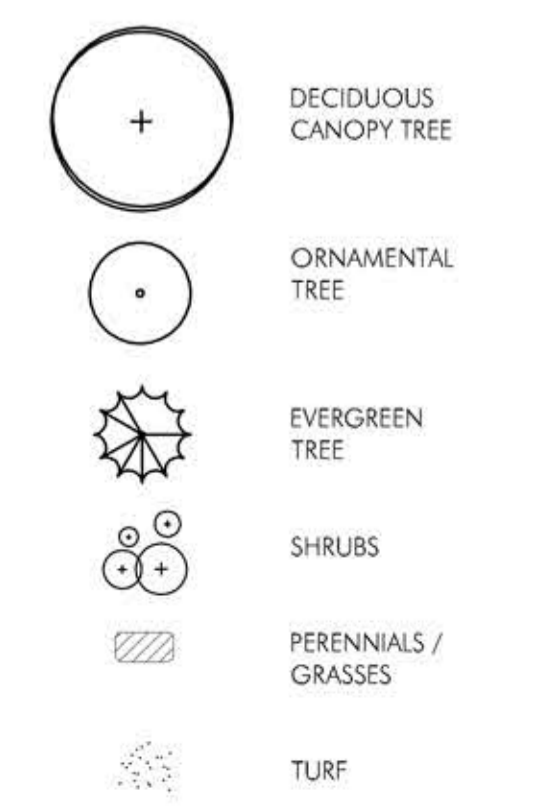 DECIDUOUS
CANOPY TREE
ORNAMENTAL
TREE
EVERGREEN
TREE
SHRUBS
PERENNIALS /
GRASSES
TURF